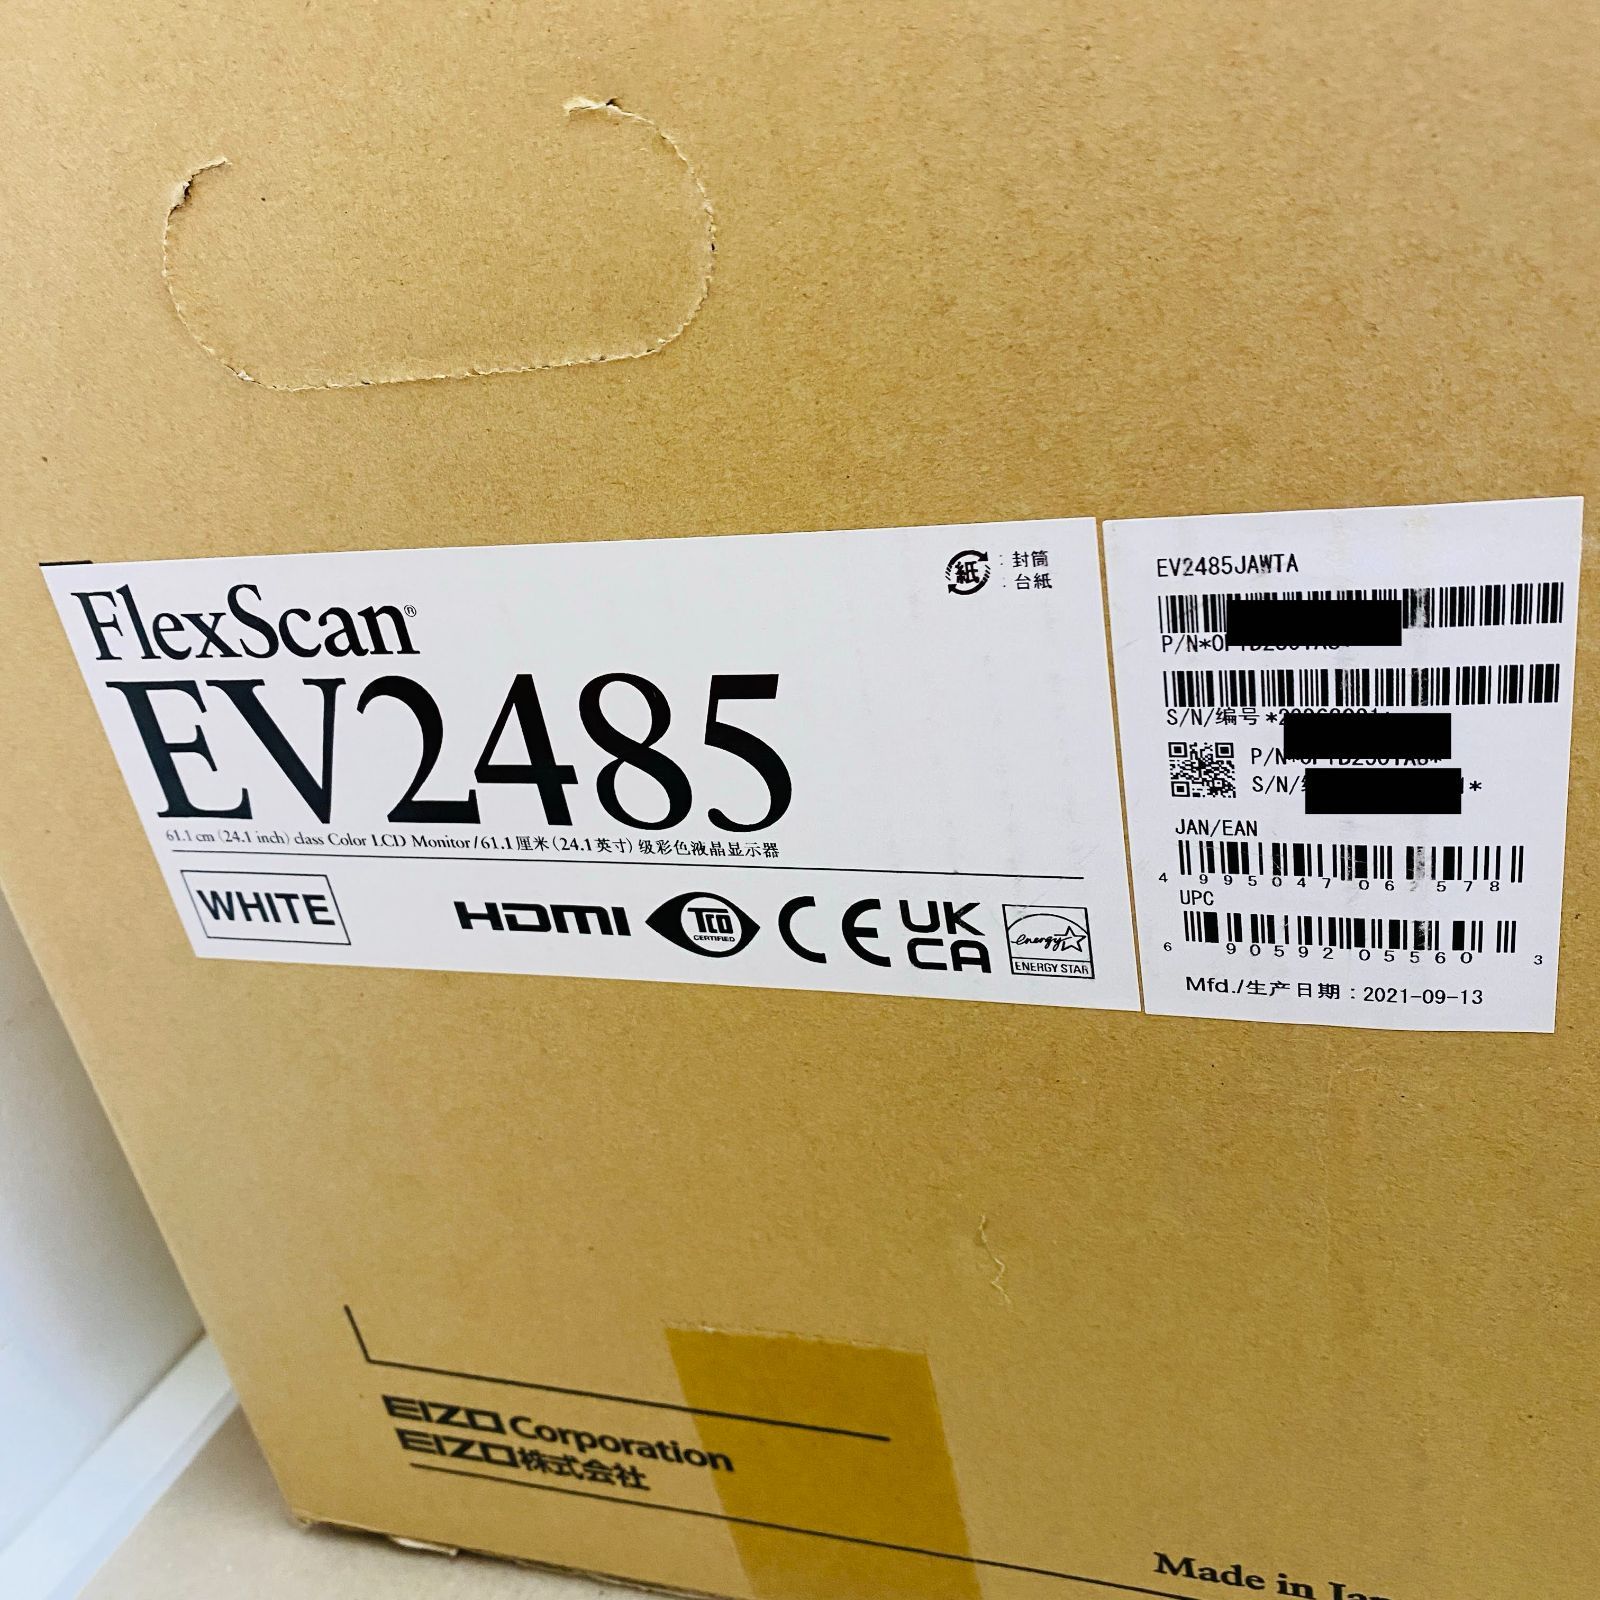 FlexScan®
EV2485
61.1 cm (24.1 inch) class Color LCD Monitor/61.1厘米(24.1英寸)级彩色液晶显示器
紙 : 封筒
: 台紙
WHITE
HDMI TCO CERTIFIED CE UK CA energy ENERGY STAR
EV2485JAWTA
P/N*
S/N/编号 *
P/N*
S/N/
JAN/EAN
4 995047 062578
UPC
6 90592 05560 3
Mfd./生产日期 : 2021-09-13
EIZO Corporation
EIZO株式会社
Made in